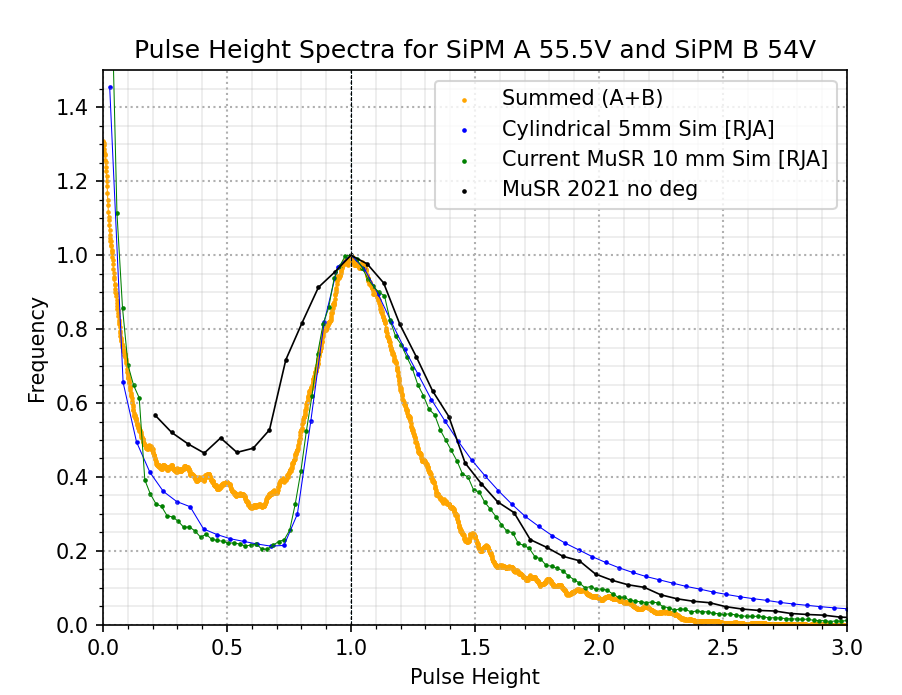 Pulse Height Spectra for SiPM A 55.5V and SiPM B 54V
Summed (A+B)
Cylindrical 5mm Sim [RJA]
Current MuSR 10 mm Sim [RJA]
MuSR 2021 no deg
Frequency
1.4
1.2
1.0
0.8
0.6
0.4
0.2
0.0
0.0 0.5 1.0 1.5 2.0 2.5 3.0
Pulse Height